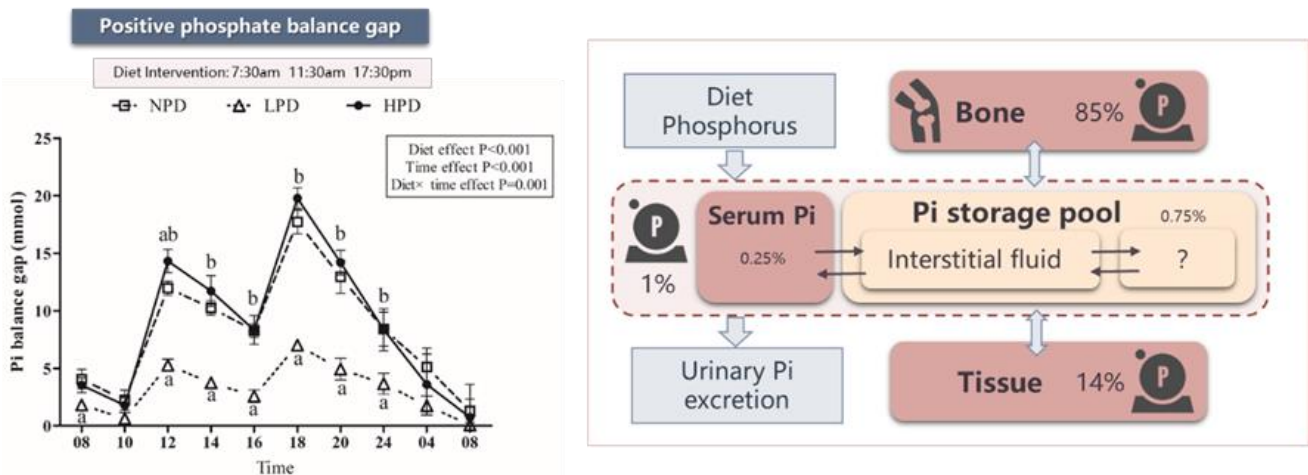 Positive phosphate balance gap
Diet Intervention: 7:30am 11:30am 17:30pm
NPD LPD HPD
Diet effect P<0.001
Time effect P<0.001
Diet× time effect P=0.001
Pi balance gap (mmol)
25
20
15
10
5
0
ab
b
b
b
b
b
a
a
a
a
a
a
a
08 10 12 14 16 18 20 24 04 08
Time
Diet
Phosphorus
Bone 85% P
P
1%
Serum Pi
0.25%
Pi storage pool 0.75%
Interstitial fluid
?
Urinary Pi
excretion
Tissue 14% P